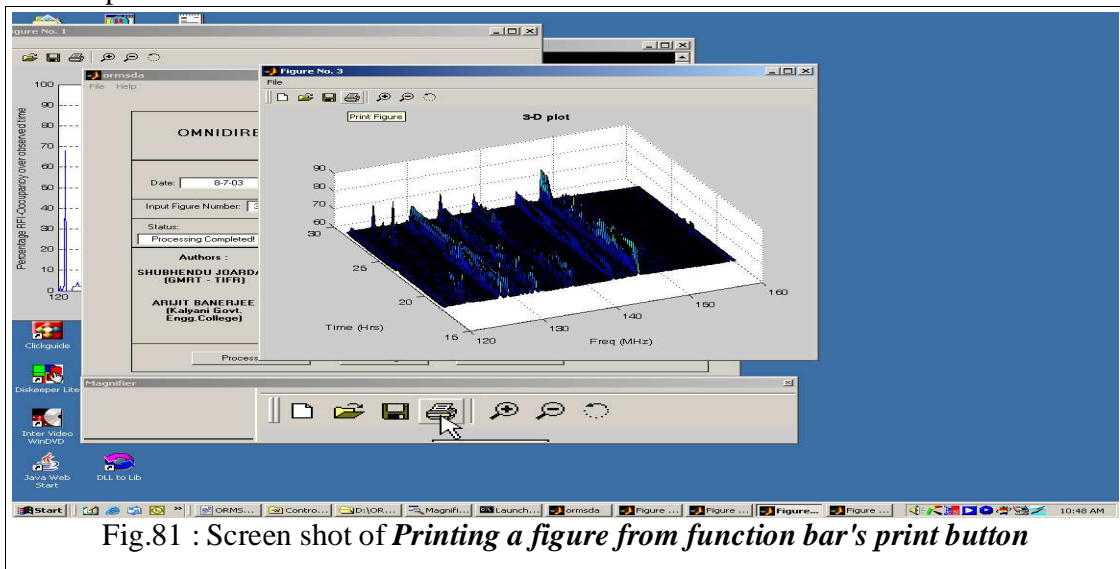 Figure No. 1
ormsda
File Help
Figure No. 3
File
Print Figure
3-D plot
90
80
70
60
30
25
20
15
Time (Hrs)
120
130
140
150
160
Freq (MHz)
Percentage RFI-Occupancy over observed time
100
90
80
70
60
50
40
30
20
10
0
120
OMNIDIRE
Date: 8-7-03
Input Figure Number: 3
Status:
Processing Completed!
Authors :
SHUBHENDU JOARDA
(GMRT - TIFR)
ARIJIT BANERJEE
(Kalyani Govt.
Engg.College)
Process
Magnifier
Clickguide
Diskeeper Lite
Inter Video
WinDVD
Java Web
Start
DLL to Lib
Start
ORMS...
Contro...
D:\OR...
Magnifi...
Launch...
ormsda
Figure ...
Figure ...
Figure...
Figure ...
10:48 AM
Fig.81 : Screen shot of Printing a figure from function bar's print button